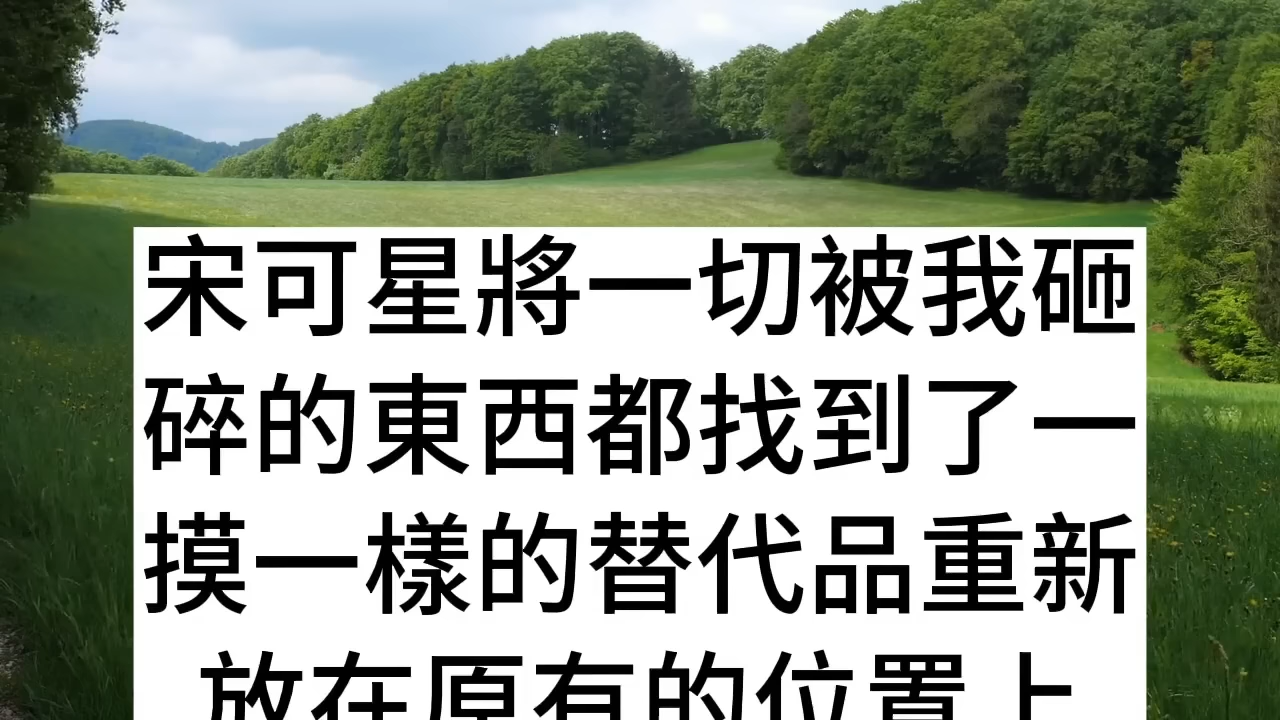 宋可星將一切被我砸
碎的東西都找到了一
摸一樣的替代品重新
放在原有的位置上